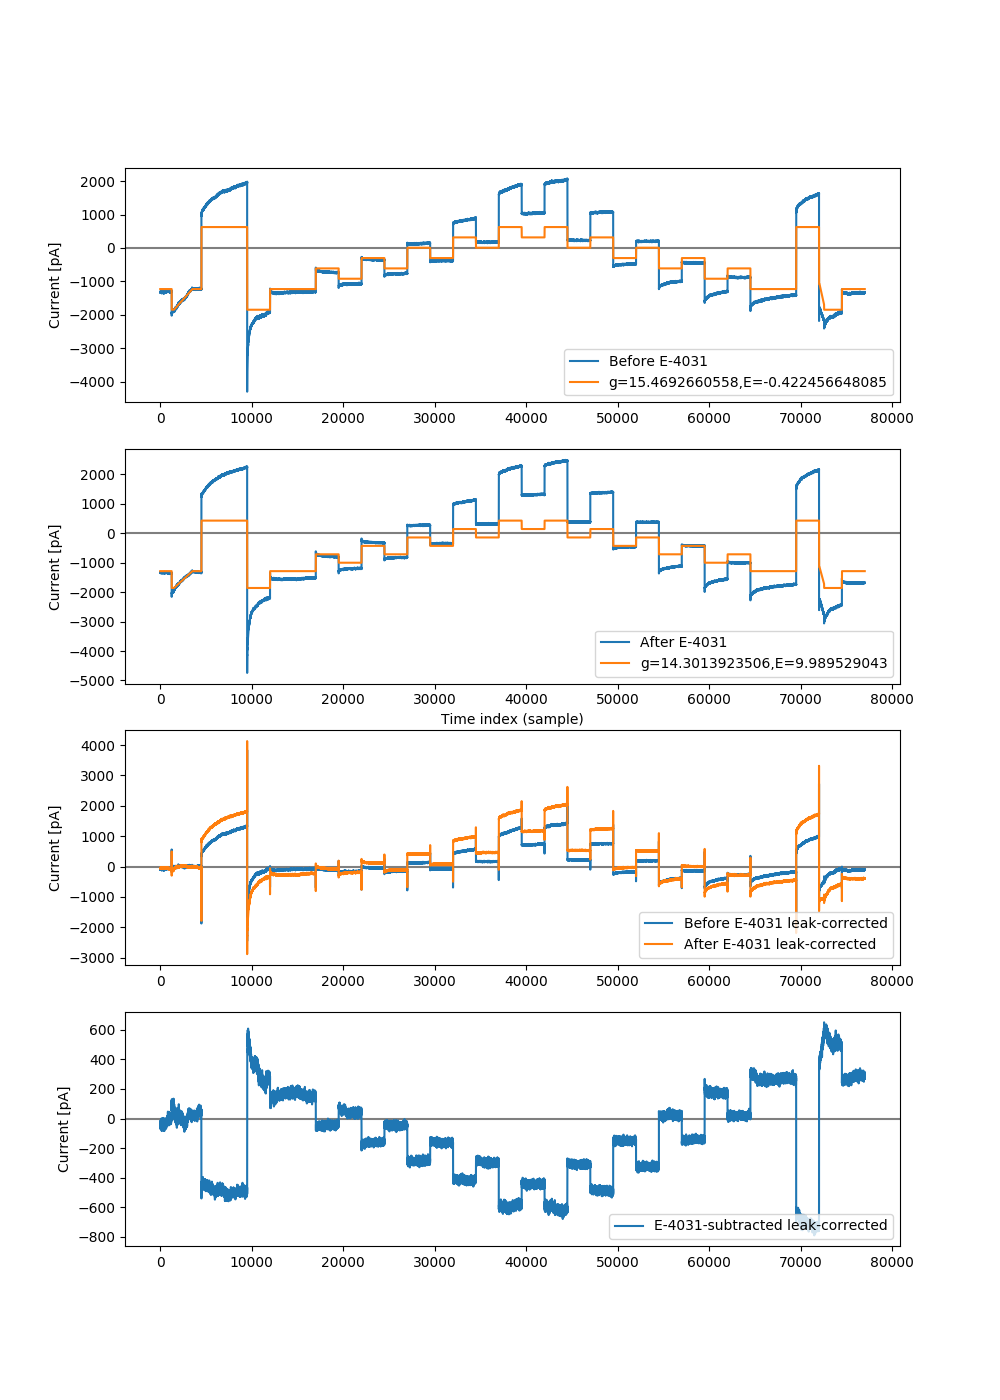 2000
1000
0
−1000
−2000
−3000
−4000
Current [pA]
Before E-4031
g=15.4692660558,E=-0.422456648085
0 10000 20000 30000 40000 50000 60000 70000 80000
2000
1000
0
−1000
−2000
−3000
−4000
−5000
Current [pA]
After E-4031
g=14.3013923506,E=9.989529043
0 10000 20000 30000 40000 50000 60000 70000 80000
Time index (sample)
4000
3000
2000
1000
0
−1000
−2000
−3000
Current [pA]
Before E-4031 leak-corrected
After E-4031 leak-corrected
0 10000 20000 30000 40000 50000 60000 70000 80000
600
400
200
0
−200
−400
−600
−800
Current [pA]
E-4031-subtracted leak-corrected
0 10000 20000 30000 40000 50000 60000 70000 80000